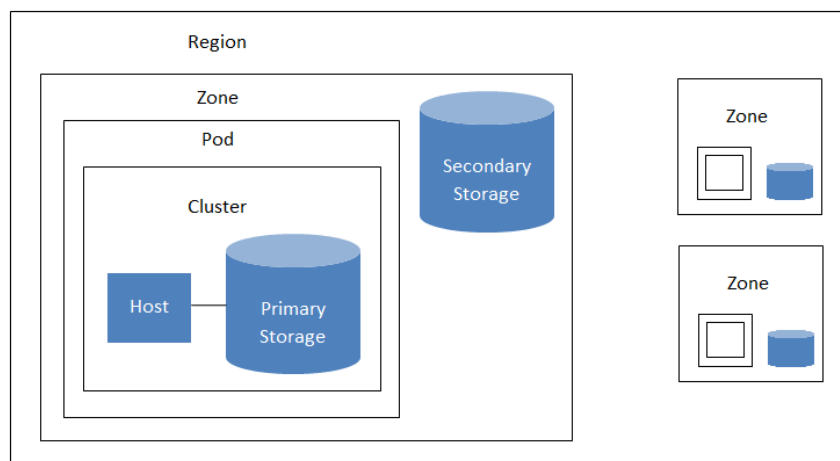 Region
Zone
Pod
Cluster
Host
Primary
Storage
Secondary
Storage
Zone
Zone